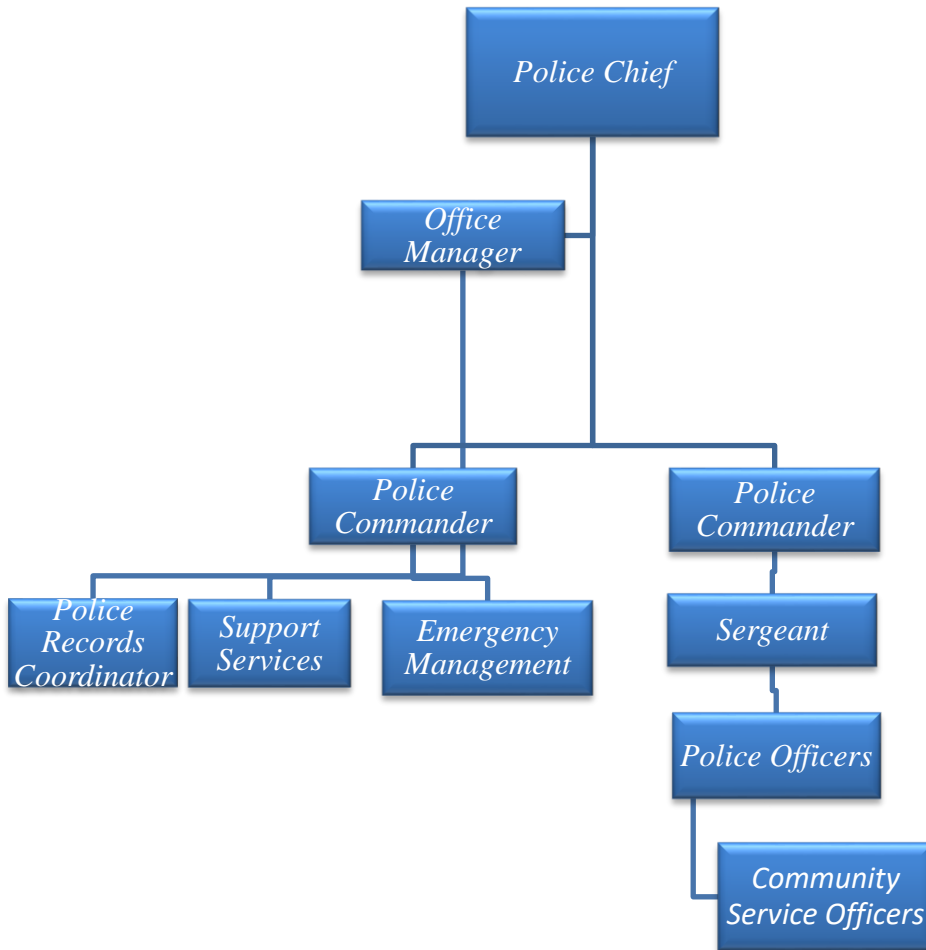 Police Chief
Office
Manager
Police
Commander
Police
Commander
Police
Records
Coordinator
Support
Services
Emergency
Management
Sergeant
Police Officers
Community
Service Officers